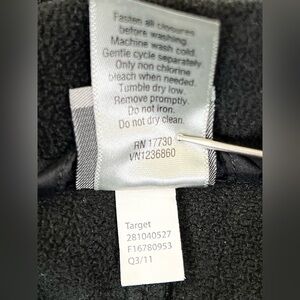 Fasten all closures
before washing.
Machine wash cold.
Gentle cycle separately.
Only non chlorine
bleach when needed.
Tumble dry low.
Remove promptly.
Do not iron.
Do not dry clean.
RN 17730
VN1236860
Target
281040527
F16780953
Q3/11